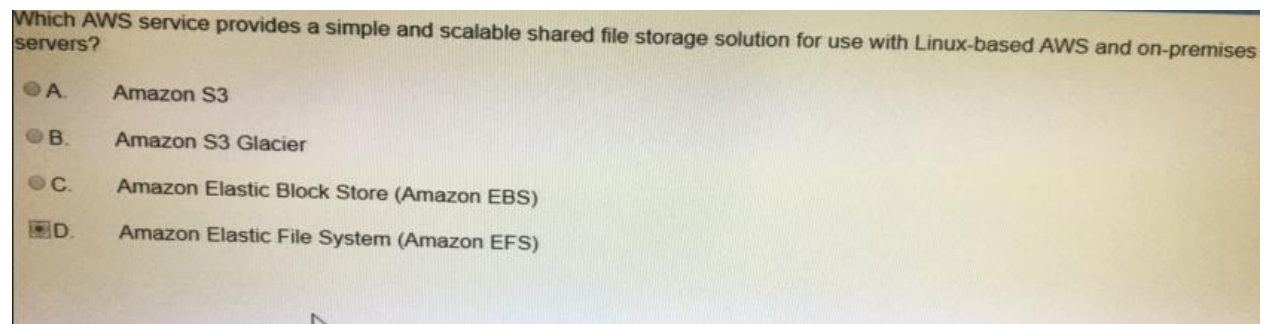 Which AWS service provides a simple and scalable shared file storage solution for use with Linux-based AWS and on-premises
servers?
A. Amazon S3
B. Amazon S3 Glacier
C. Amazon Elastic Block Store (Amazon EBS)
D. Amazon Elastic File System (Amazon EFS)